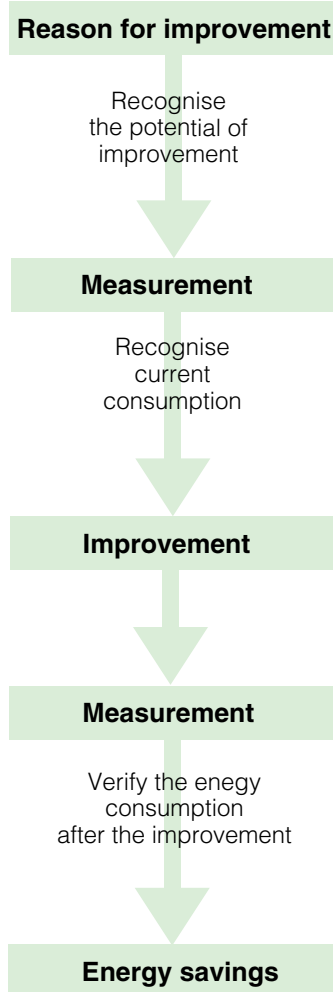 Reason for improvement
Recognise
the potential of
improvement
Measurement
Recognise
current
consumption
Improvement
Measurement
Verify the enegy
consumption
after the improvement
Energy savings